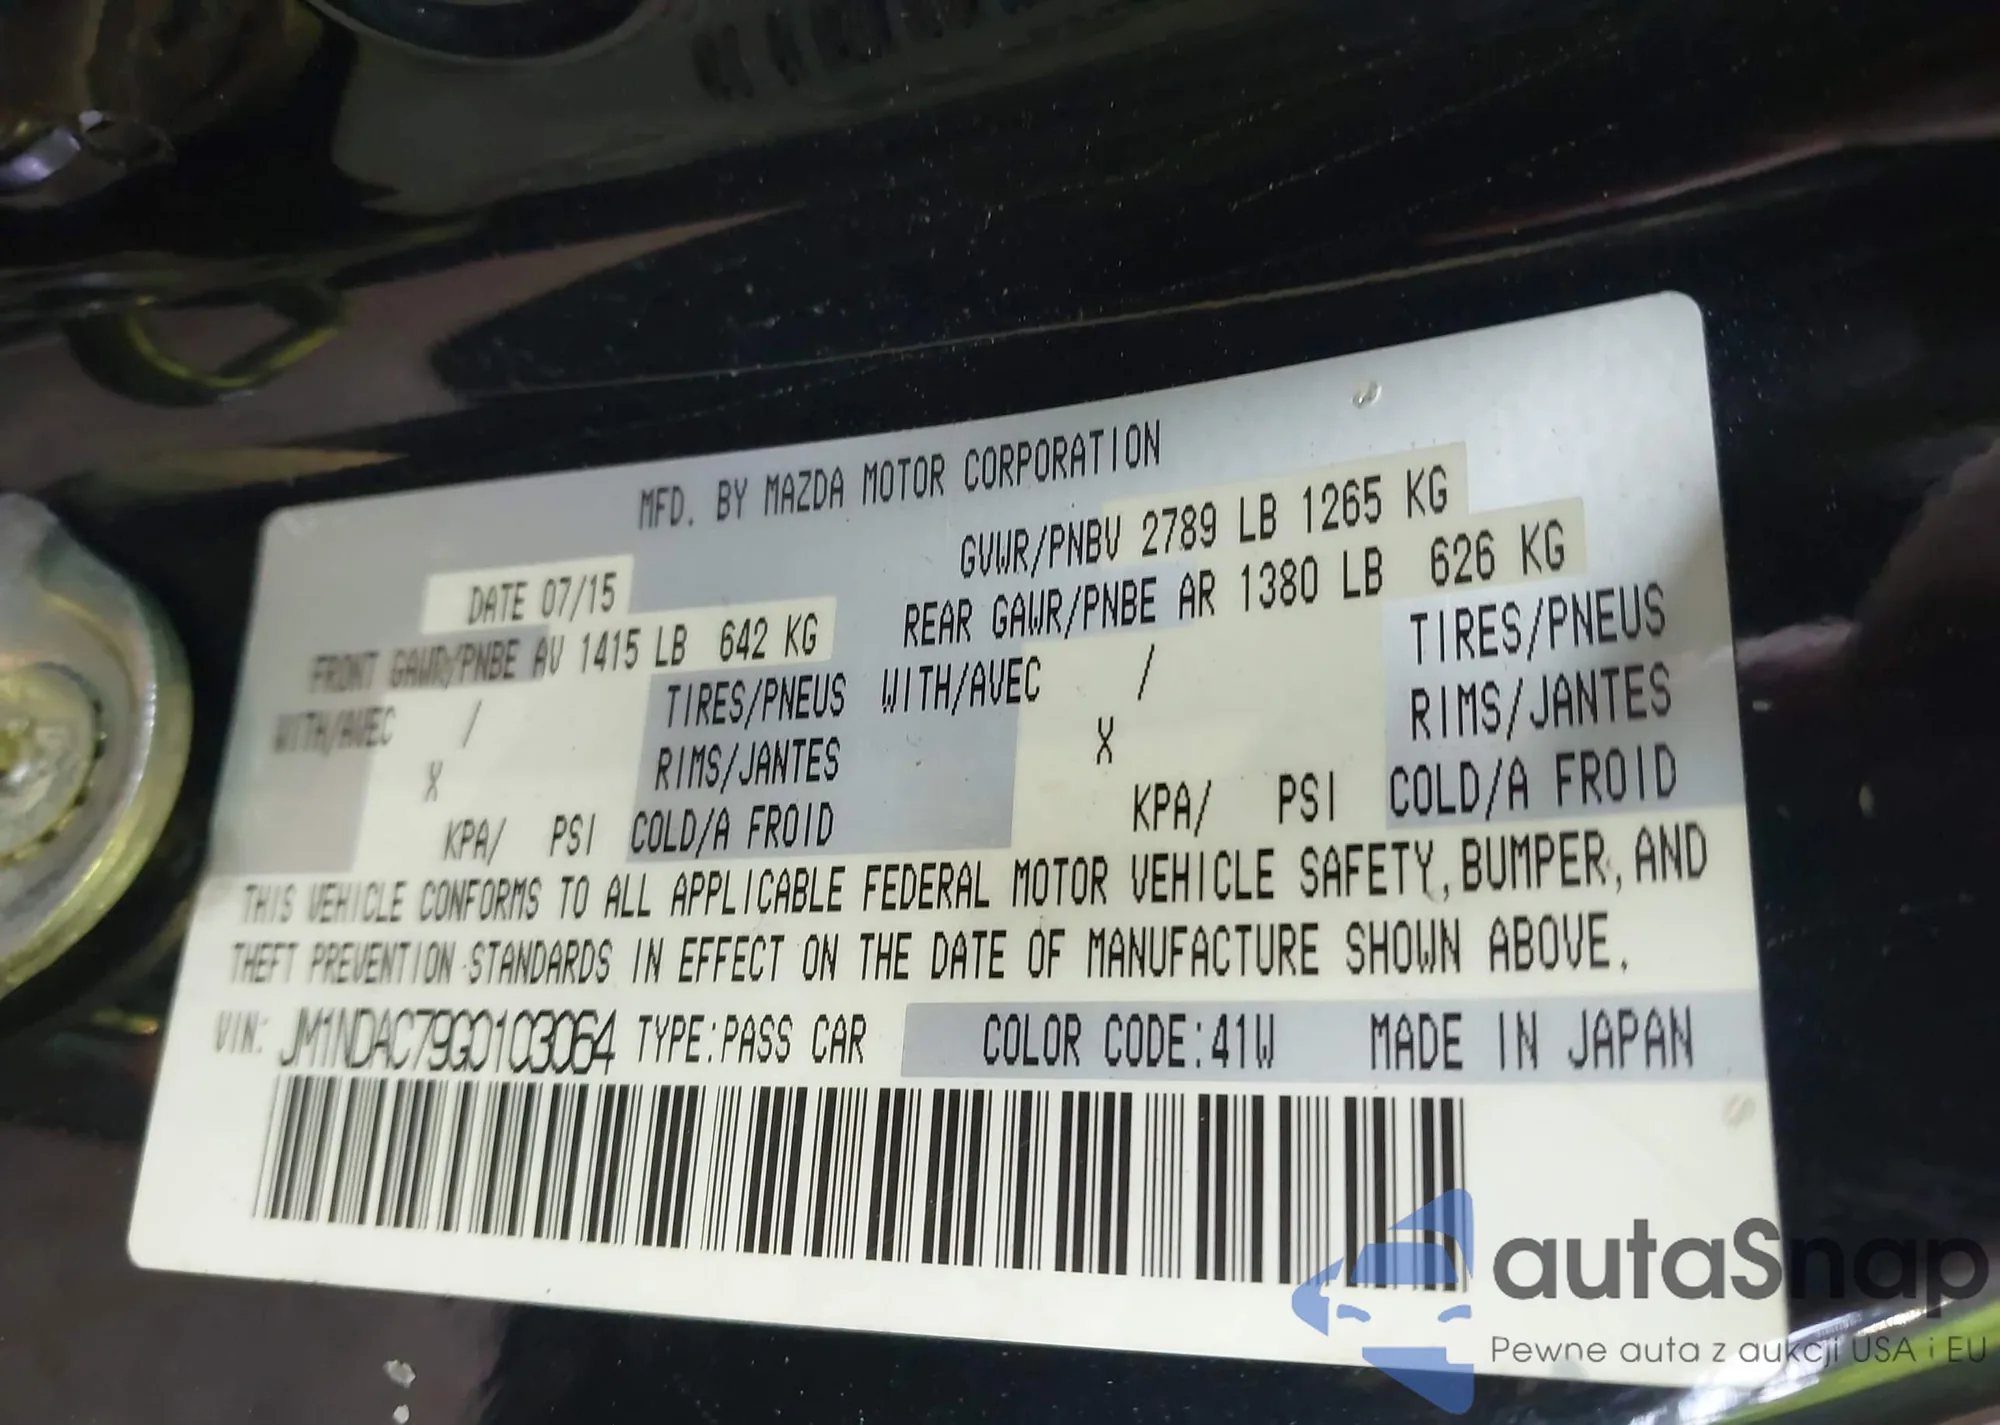 MFD. BY MAZDA MOTOR CORPORATION
DATE 07/15 GVWR/PNBV 2789 LB 1265 KG
FRONT GAWR/PNBE AV 1415 LB 642 KG REAR GAWR/PNBE AR 1380 LB 626 KG
WITH/AVEC / TIRES/PNEUS WITH/AVEC / TIRES/PNEUS
X RIMS/JANTES X RIMS/JANTES
KPA/ PSI COLD/A FROID KPA/ PSI COLD/A FROID
THIS VEHICLE CONFORMS TO ALL APPLICABLE FEDERAL MOTOR VEHICLE SAFETY, BUMPER, AND
THEFT PREVENTION STANDARDS IN EFFECT ON THE DATE OF MANUFACTURE SHOWN ABOVE.
VIN: JM1NDAC79G0103064 TYPE:PASS CAR COLOR CODE:41W MADE IN JAPAN
autaSnap
Pewne auta z aukcji USA i EU